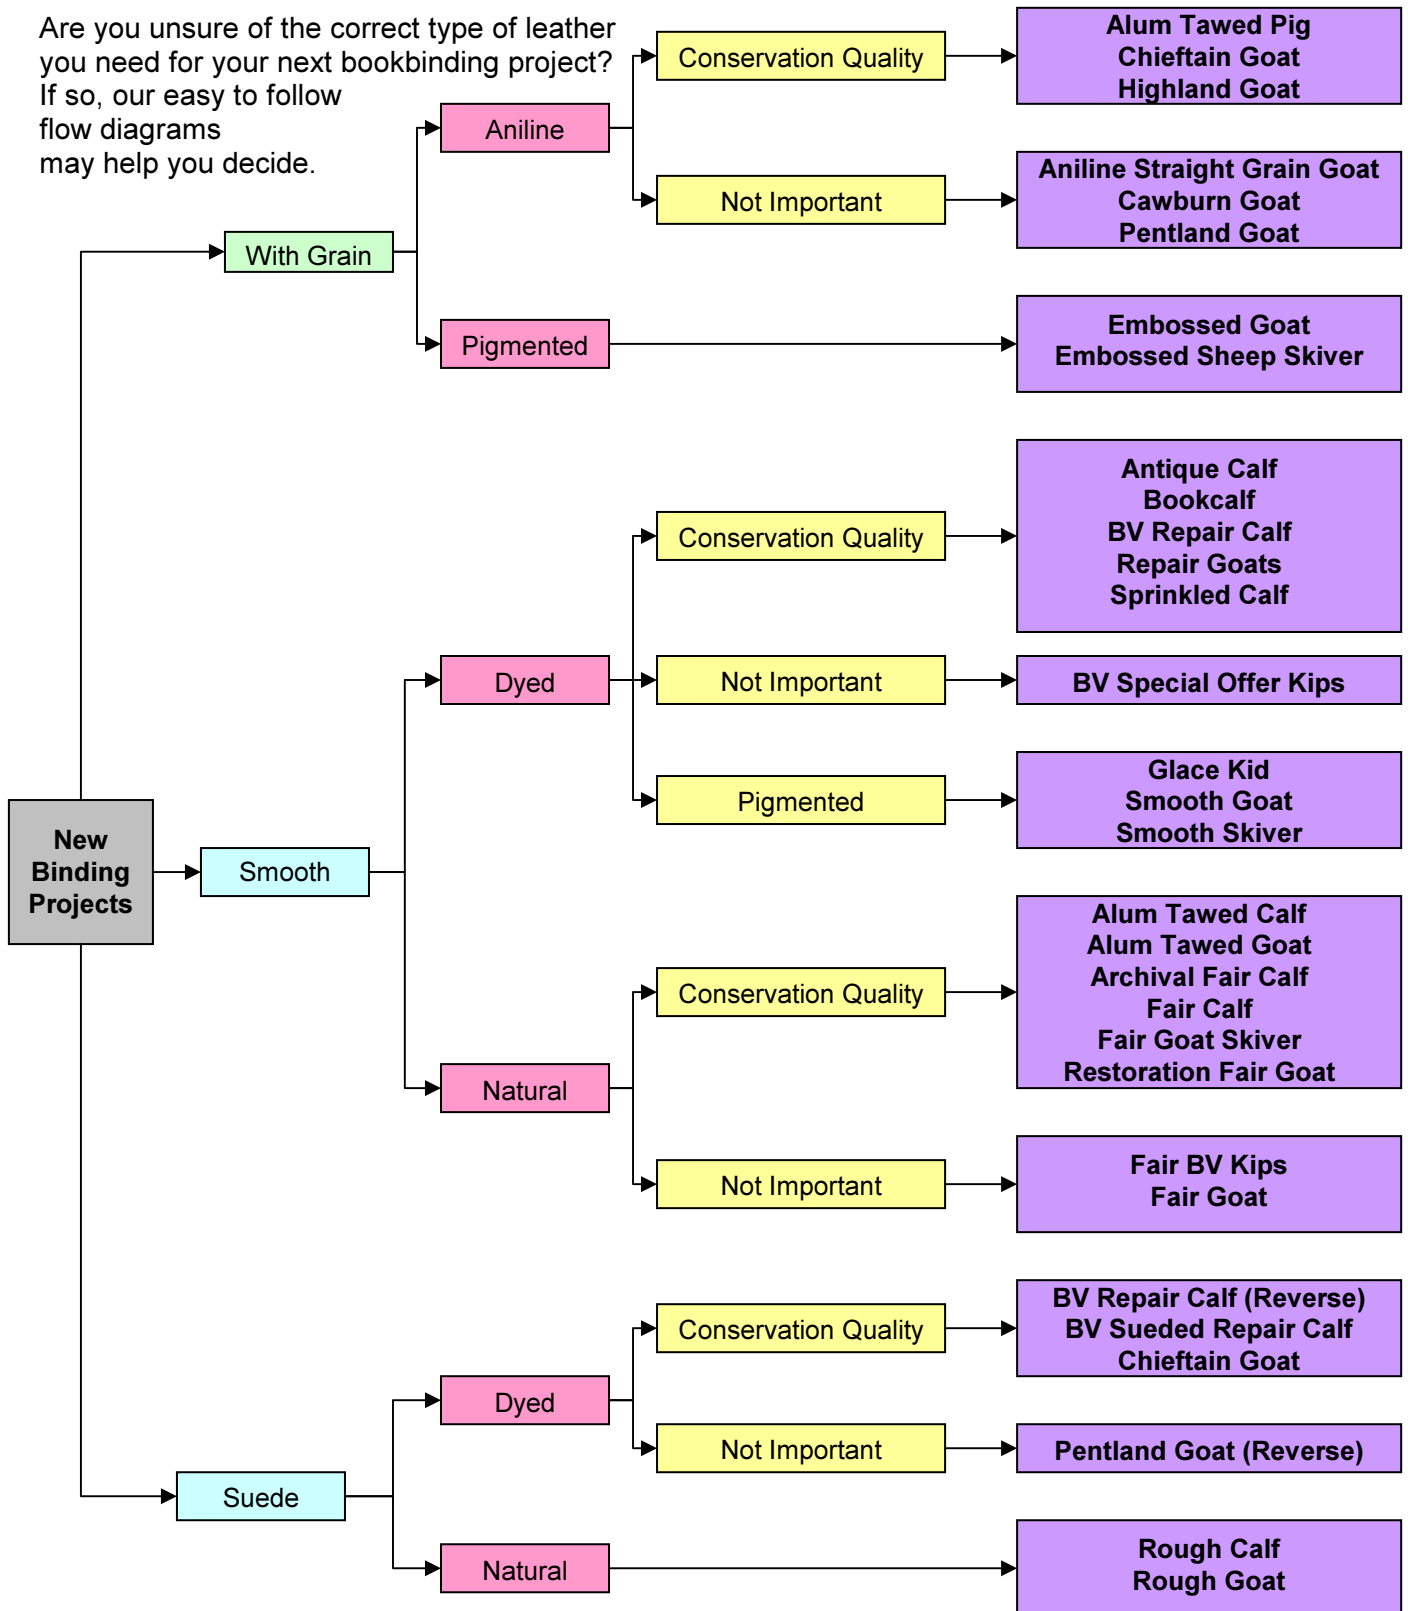 Are you unsure of the correct type of leather
you need for your next bookbinding project?
If so, our easy to follow
flow diagrams
may help you decide.
New
Binding
Projects
With Grain
Aniline
Conservation Quality
Alum Tawed Pig
Chieftain Goat
Highland Goat
Not Important
Aniline Straight Grain Goat
Cawburn Goat
Pentland Goat
Pigmented
Embossed Goat
Embossed Sheep Skiver
Smooth
Dyed
Conservation Quality
Antique Calf
Bookcalf
BV Repair Calf
Repair Goats
Sprinkled Calf
Not Important
BV Special Offer Kips
Pigmented
Glace Kid
Smooth Goat
Smooth Skiver
Natural
Conservation Quality
Alum Tawed Calf
Alum Tawed Goat
Archival Fair Calf
Fair Calf
Fair Goat Skiver
Restoration Fair Goat
Not Important
Fair BV Kips
Fair Goat
Suede
Dyed
Conservation Quality
BV Repair Calf (Reverse)
BV Sueded Repair Calf
Chieftain Goat
Not Important
Pentland Goat (Reverse)
Natural
Rough Calf
Rough Goat